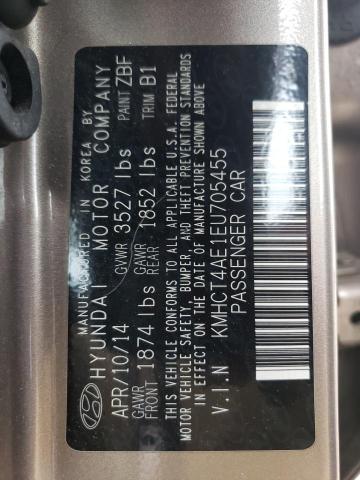 MANUFACTURED IN KOREA BY
HYUNDAI MOTOR COMPANY
APR/10/14 GVWR 3527 lbs PAINT ZBF
GAWR FRONT 1874 lbs GAWR REAR 1852 lbs TRIM B1
THIS VEHICLE CONFORMS TO ALL APPLICABLE U.S.A. FEDERAL
MOTOR VEHICLE SAFETY, BUMPER, AND THEFT PREVENTION STANDARDS
IN EFFECT ON THE DATE OF MANUFACTURE SHOWN ABOVE
V.I.N KMHCT4AE1EU705455
PASSENGER CAR